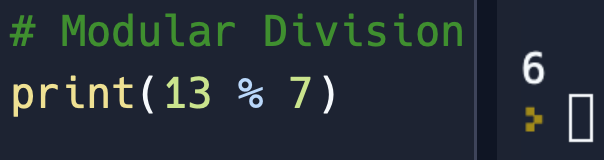 # Modular Division
print(13 % 7)
6